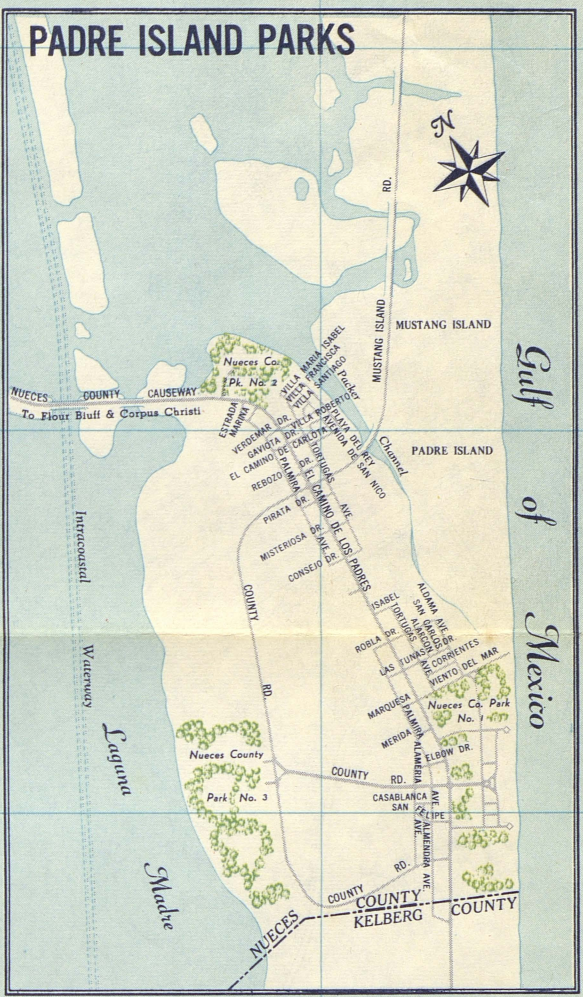 PADRE ISLAND PARKS
N
RD.
MUSTANG ISLAND
MUSTANG ISLAND
Gulf of Mexico
Nueces Co.
Pk. No. 2
VILLA MARIA ISABEL
VILLA FRANCISCA
VILLA SANTIAGO
Packer
Channel
NUECES COUNTY CAUSEWAY
To Flour Bluff & Corpus Christi
ESTRADA
MARINA
VERDEMAR DR.
VILLA ROBERTO
GAVIOTA DR.
PLAYA DEL REY
EL CAMINO DE CARLOTA
AVENIDA DE SAN NICO
PADRE ISLAND
REBOZO DR.
TORTUGAS AVE.
PALMIRA AVE.
EL CAMINO DE LOS PADRES
PIRATA DR.
MISTERIOSA DR.
CONSEJO DR.
Intracoastal Waterway
COUNTY RD.
ISABEL
ALDAMA AVE.
SAN CARLOS
ALARCON
TORTUGAS AVE.
ROBLA DR.
LAS TUNAS DR.
CORRIENTES
VIENTO DEL MAR
MARQUESA
Nueces Co. Park
No. 1
MERIDA
PALMIRA
ALAMERIA AVE.
ELBOW DR.
Nueces County
Park No. 3
COUNTY RD.
CASABLANCA
SAN FELIPE
AVE.
ALMENDRA AVE.
Laguna Madre
COUNTY RD.
NUECES COUNTY
KELBERG COUNTY